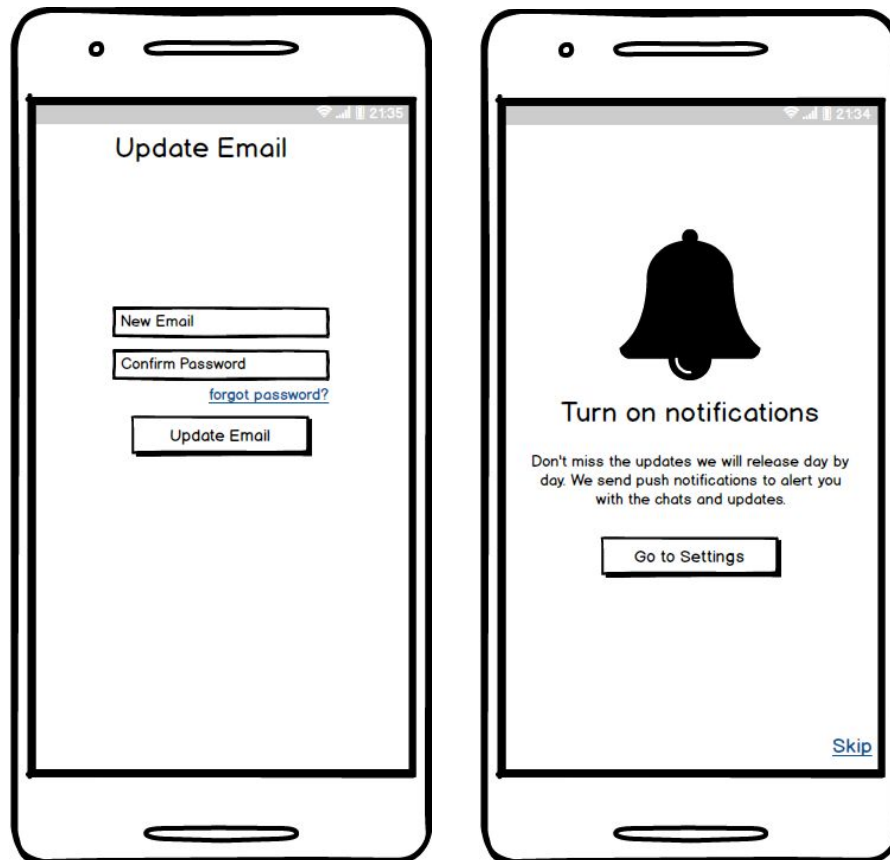 21:35
Update Email
New Email
Confirm Password
forgot password?
Update Email
21:34
Turn on notifications
Don't miss the updates we will release day by
day. We send push notifications to alert you
with the chats and updates.
Go to Settings
Skip